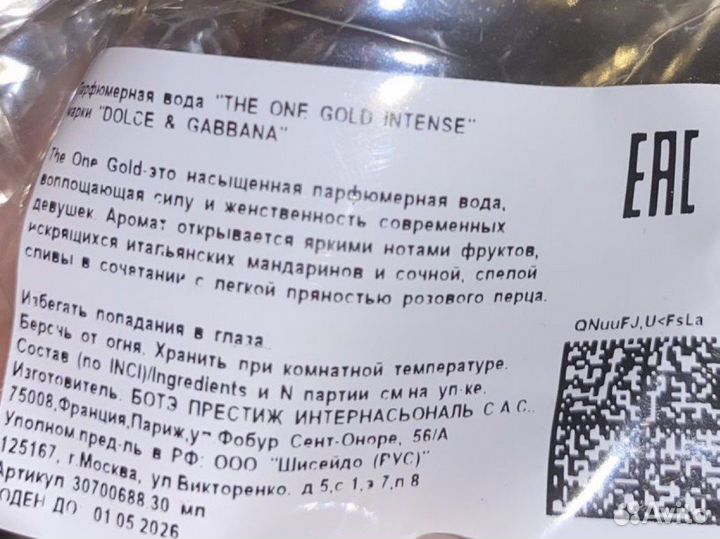 Парфюмерная вода "THE ONE GOLD INTENSE"
марки "DOLCE & GABBANA"
The One Gold-это насыщенная парфюмерная вода,
воплощающая силу и женственность современных
девушек. Аромат открывается яркими нотами фруктов,
искрящихся итальянских мандаринов и сочной, спелой
сливы в сочетании с легкой пряностью розового перца.
Избегать попадания в глаза.
Беречь от огня. Хранить при комнатной температуре.
Состав (по INCI)/Ingredients и N партии см.на уп-ке.
Изготовитель. БОТЭ ПРЕСТИЖ ИНТЕРНАСЬОНАЛЬ С.А.С.,
75008,Франция,Париж,ул Фобур Сент-Оноре, 56/А
Уполном пред-ль в РФ: ООО "Шисейдо (РУС)"
125167, г.Москва, ул.Викторенко, д.5,с 1,э 7,п 8
Артикул 30700688.30 мл
ГОДЕН ДО 01.05.2026
EAC
QNuuFJ,U<FsLa
Avito